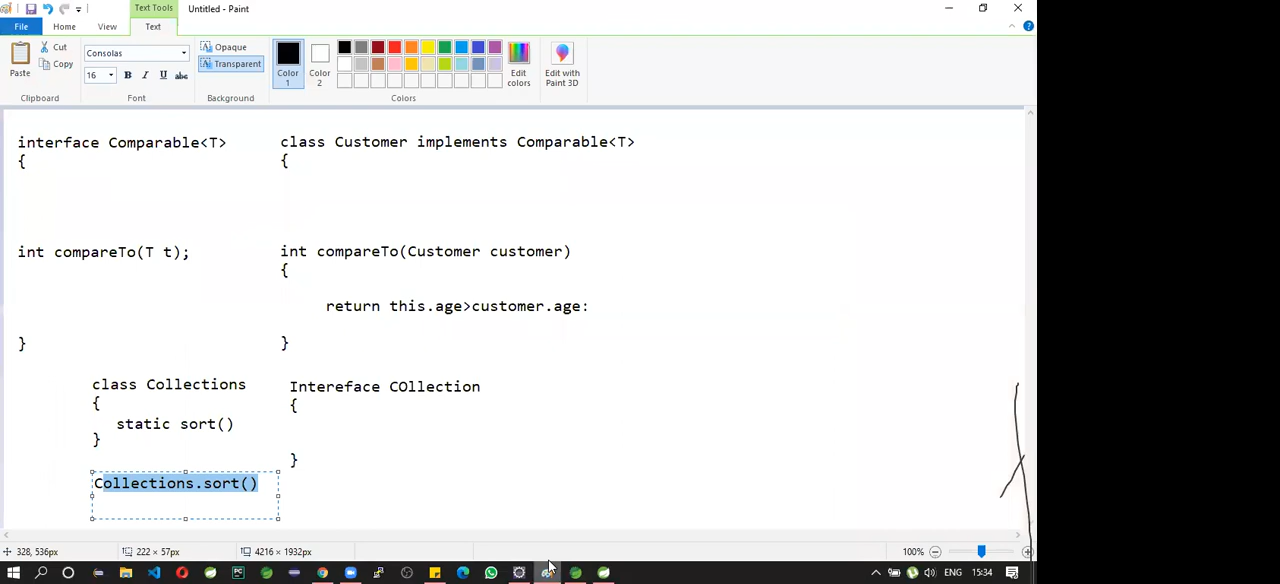 Text Tools
Untitled - Paint
File
Home
View
Text
Paste
Cut
Copy
Clipboard
Consolas
16
B
I
U
abc
Font
Opaque
Transparent
Background
Color 1
Color 2
Edit colors
Edit with Paint 3D
Colors
interface Comparable<T>
{
int compareTo(T t);
}
class Customer implements Comparable<T>
{
int compareTo(Customer customer)
{
return this.age>customer.age:
}
class Collections
{
static sort()
}
Intereface COllection
{
}
Collections.sort()
328, 536px
222 × 57px
4216 × 1932px
100%
ENG
15:34